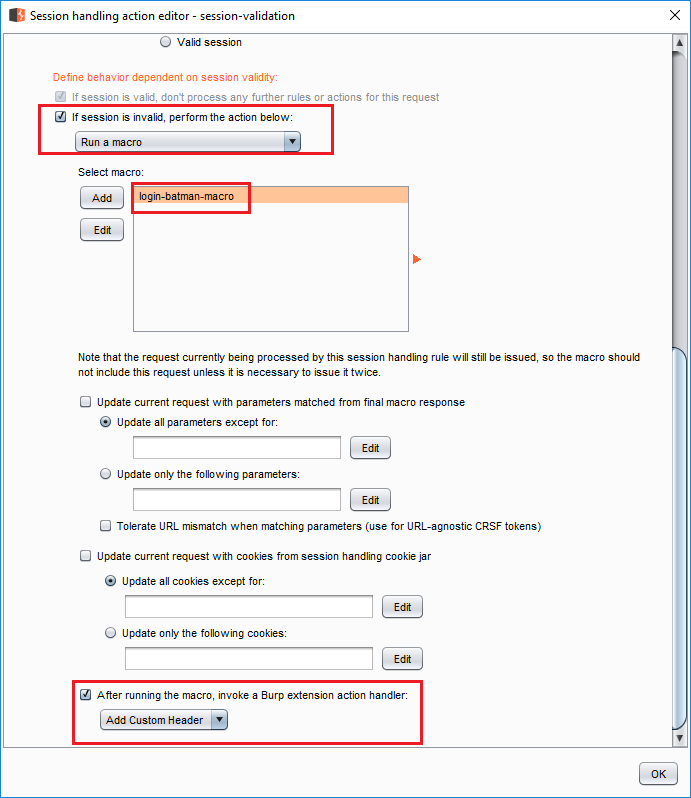 Session handling action editor - session-validation
Valid session
Define behavior dependent on session validity:
If session is valid, don't process any further rules or actions for this request
If session is invalid, perform the action below:
Run a macro
Select macro:
Add
login-batman-macro
Edit
Note that the request currently being processed by this session handling rule will still be issued, so the macro should
not include this request unless it is necessary to issue it twice.
Update current request with parameters matched from final macro response
Update all parameters except for:
Edit
Update only the following parameters:
Edit
Tolerate URL mismatch when matching parameters (use for URL-agnostic CRSF tokens)
Update current request with cookies from session handling cookie jar
Update all cookies except for:
Edit
Update only the following cookies:
Edit
After running the macro, invoke a Burp extension action handler:
Add Custom Header
OK